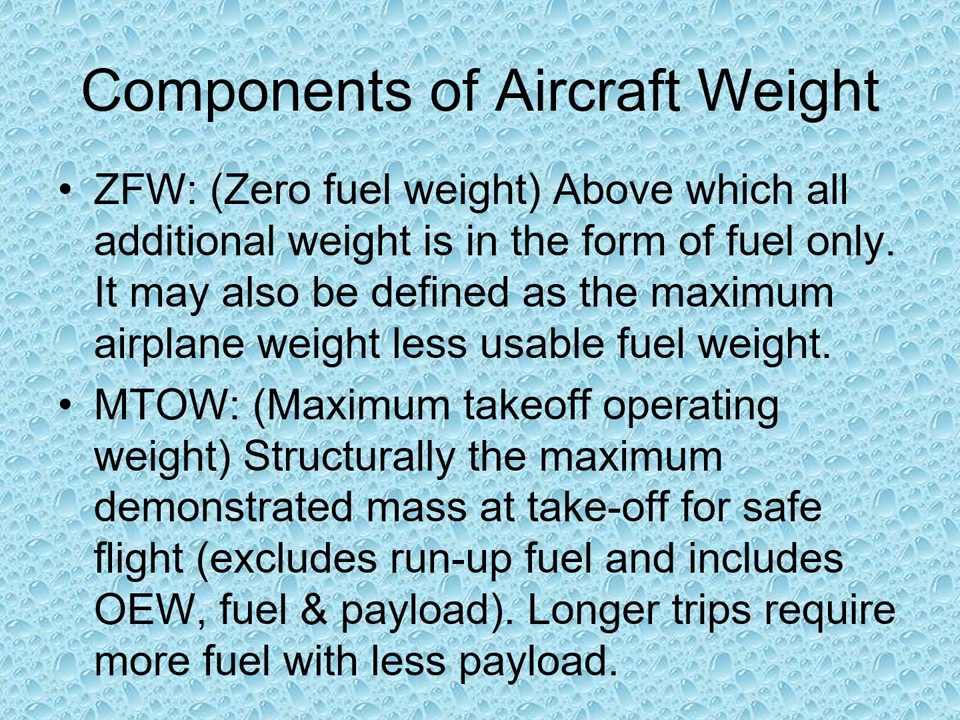 Components of Aircraft Weight
• ZFW: (Zero fuel weight) Above which all
additional weight is in the form of fuel only.
It may also be defined as the maximum
airplane weight less usable fuel weight.
• MTOW: (Maximum takeoff operating
weight) Structurally the maximum
demonstrated mass at take-off for safe
flight (excludes run-up fuel and includes
OEW, fuel & payload). Longer trips require
more fuel with less payload.